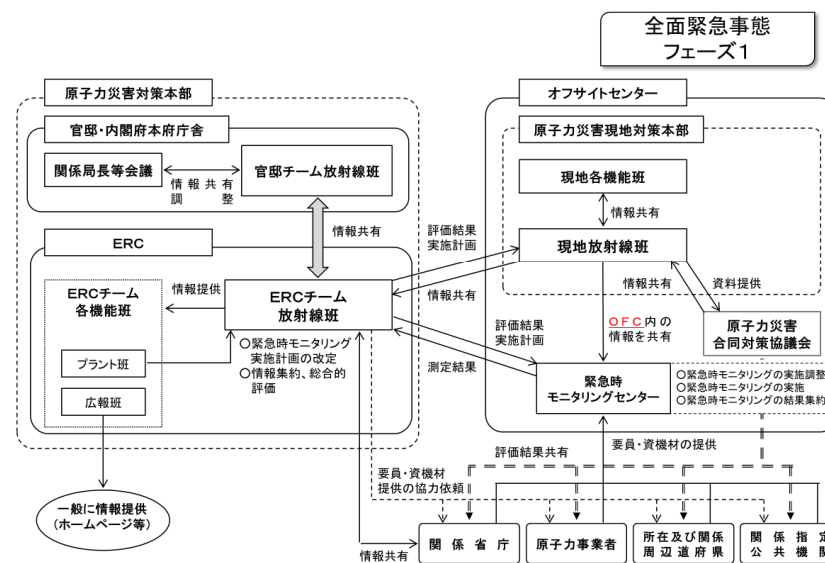 全面緊急事態
フェーズ1
原子力災害対策本部
官邸・内閣府本府庁舎
関係局長等会議
情報共有
調整
官邸チーム放射線班
情報共有
ERC
ERCチーム
各機能班
情報提供
ERCチーム
放射線班
プラント班
広報班
○緊急時モニタリング
実施計画の改定
○情報集約、総合的
評価
一般に情報提供
(ホームページ等)
評価結果
実施計画
情報共有
評価結果
実施計画
測定結果
オフサイトセンター
原子力災害現地対策本部
現地各機能班
情報共有
現地放射線班
情報共有
資料提供
OFC内の
情報を共有
原子力災害
合同対策協議会
緊急時
モニタリングセンター
○緊急時モニタリングの実施調整
○緊急時モニタリングの実施
○緊急時モニタリングの結果集約
評価結果共有
要員・資機材の提供
要員・資機材
提供の協力依頼
情報共有
関係省庁
原子力事業者
所在及び関係
周辺道府県
関係指定
公共機関